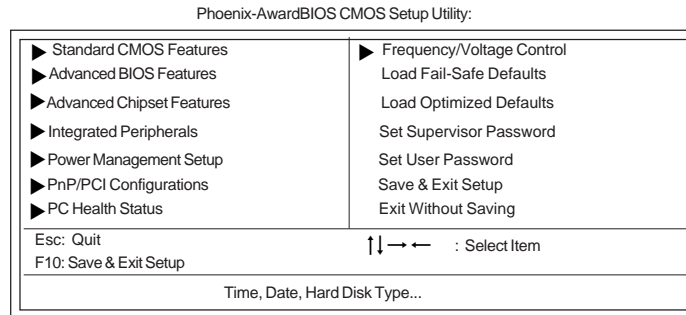 Phoenix-AwardBIOS CMOS Setup Utility:
▶ Standard CMOS Features
▶ Advanced BIOS Features
▶ Advanced Chipset Features
▶ Integrated Peripherals
▶ Power Management Setup
▶ PnP/PCI Configurations
▶ PC Health Status
▶ Frequency/Voltage Control
Load Fail-Safe Defaults
Load Optimized Defaults
Set Supervisor Password
Set User Password
Save & Exit Setup
Exit Without Saving
Esc: Quit
F10: Save & Exit Setup
↑↓→← : Select Item
Time, Date, Hard Disk Type...